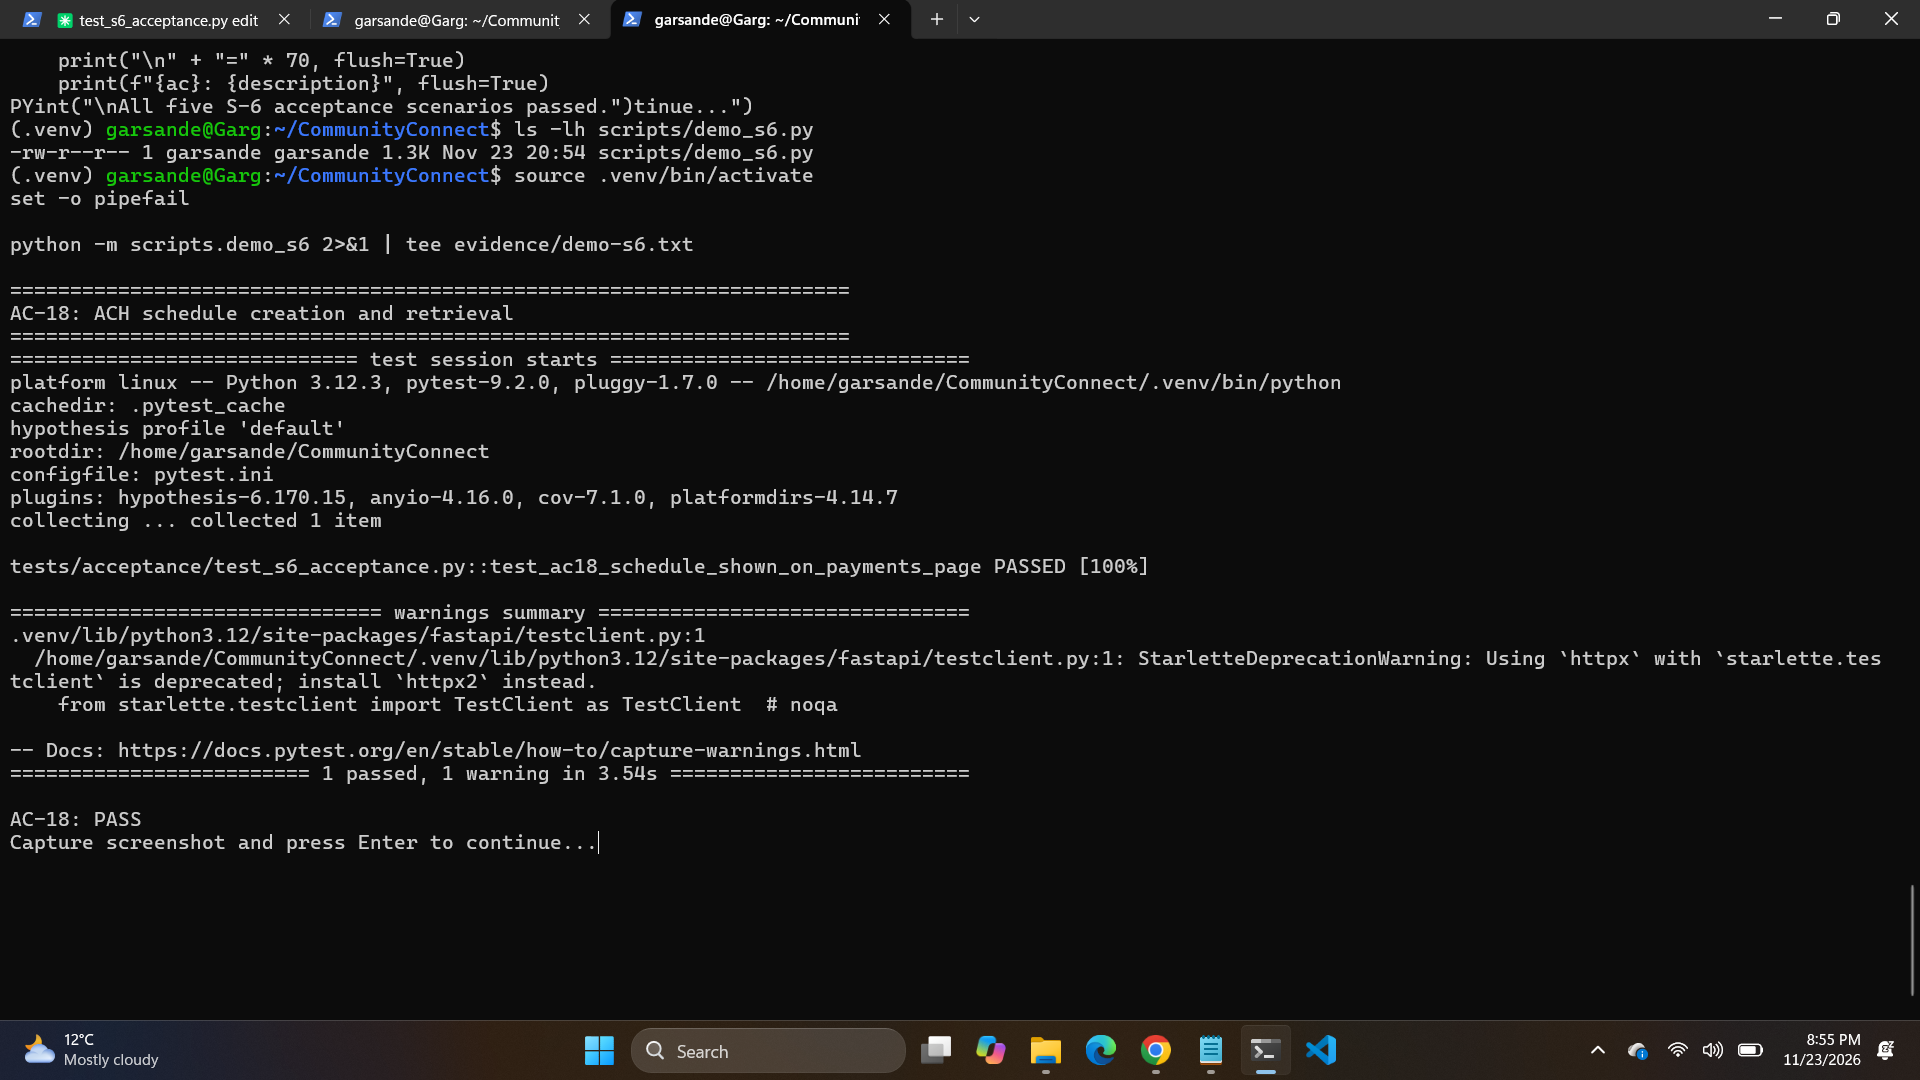 test_s6_acceptance.py edit
garsande@Garg: ~/Communit
garsande@Garg: ~/Communi
    print("\n" + "=" * 70, flush=True)
    print(f"{ac}: {description}", flush=True)
PYint("\nAll five S-6 acceptance scenarios passed.")tinue...")
(.venv) garsande@Garg:~/CommunityConnect$ ls -lh scripts/demo_s6.py
-rw-r--r-- 1 garsande garsande 1.3K Nov 23 20:54 scripts/demo_s6.py
(.venv) garsande@Garg:~/CommunityConnect$ source .venv/bin/activate
set -o pipefail
python -m scripts.demo_s6 2>&1 | tee evidence/demo-s6.txt
======================================================================
AC-18: ACH schedule creation and retrieval
======================================================================
============================= test session starts ==============================
platform linux -- Python 3.12.3, pytest-9.2.0, pluggy-1.7.0 -- /home/garsande/CommunityConnect/.venv/bin/python
cachedir: .pytest_cache
hypothesis profile 'default'
rootdir: /home/garsande/CommunityConnect
configfile: pytest.ini
plugins: hypothesis-6.170.15, anyio-4.16.0, cov-7.1.0, platformdirs-4.14.7
collecting ... collected 1 item
tests/acceptance/test_s6_acceptance.py::test_ac18_schedule_shown_on_payments_page PASSED [100%]
=============================== warnings summary ===============================
.venv/lib/python3.12/site-packages/fastapi/testclient.py:1
  /home/garsande/CommunityConnect/.venv/lib/python3.12/site-packages/fastapi/testclient.py:1: StarletteDeprecationWarning: Using `httpx` with `starlette.tes
tclient` is deprecated; install `httpx2` instead.
    from starlette.testclient import TestClient as TestClient  # noqa
-- Docs: https://docs.pytest.org/en/stable/how-to/capture-warnings.html
========================= 1 passed, 1 warning in 3.54s =========================
AC-18: PASS
Capture screenshot and press Enter to continue...
12°C
Mostly cloudy
Search
8:55 PM
11/23/2026